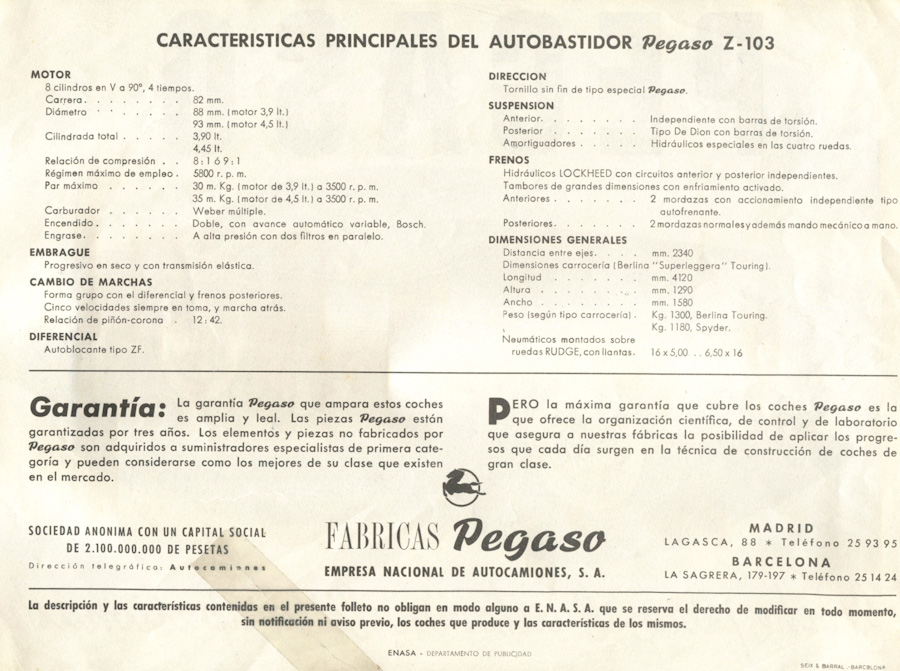 CARACTERISTICAS PRINCIPALES DEL AUTOBASTIDOR Pegaso Z-103
MOTOR
8 cilindros en V a 90°, 4 tiempos.
Carrera. . . . . . . . 82 mm.
Diámetro . . . . . . . 88 mm. (motor 3,9 lt.)
93 mm. (motor 4,5 lt.)
Cilindrada total . . . . . 3,90 lt.
4,45 lt.
Relación de compresión . . 8:1 ó 9:1
Régimen máximo de empleo. 5800 r. p. m.
Par máximo . . . . . . 30 m. Kg. (motor de 3,9 lt.) a 3500 r. p. m.
35 m. Kg. (motor de 4,5 lt.) a 3500 r. p. m.
Carburador . . . . . . Weber múltiple.
Encendido. . . . . . . Doble, con avance automático variable, Bosch.
Engrase. . . . . . . . A alta presión con dos filtros en paralelo.
EMBRAGUE
Progresivo en seco y con transmisión elástica.
CAMBIO DE MARCHAS
Forma grupo con el diferencial y frenos posteriores.
Cinco velocidades siempre en toma, y marcha atrás.
Relación de piñón-corona . 12:42.
DIFERENCIAL
Autoblocante tipo ZF.
DIRECCION
Tornillo sin fin de tipo especial Pegaso.
SUSPENSION
Anterior. . . . . . . . Independiente con barras de torsión.
Posterior . . . . . . . Tipo De Dion con barras de torsión.
Amortiguadores . . . . . Hidráulicos especiales en las cuatro ruedas.
FRENOS
Hidráulicos LOCKHEED con circuitos anterior y posterior independientes.
Tambores de grandes dimensiones con enfriamiento activado.
Anteriores . . . . . . . 2 mordazas con accionamiento independiente tipo
autofrenante.
Posteriores. . . . . . . 2 mordazas normales y además mando mecánico a mano.
DIMENSIONES GENERALES
Distancia entre ejes. . . . mm. 2340
Dimensiones carrocería (Berlina "Superleggera" Touring).
Longitud . . . . . . . mm. 4120
Altura . . . . . . . . mm. 1290
Ancho . . . . . . . . mm. 1580
Peso (según tipo carrocería) . Kg. 1300, Berlina Touring.
Kg. 1180, Spyder.
Neumáticos montados sobre
ruedas RUDGE, con llantas. 16 x 5,00 . . 6,50 x 16
Garantía: La garantía Pegaso que ampara estos coches
es amplia y leal. Las piezas Pegaso están
garantizadas por tres años. Los elementos y piezas no fabricados por
Pegaso son adquiridos a suministradores especialistas de primera cate-
goría y pueden considerarse como los mejores de su clase que existen
en el mercado.
PERO la máxima garantía que cubre los coches Pegaso es la
que ofrece la organización científica, de control y de laboratorio
que asegura a nuestras fábricas la posibilidad de aplicar los progre-
sos que cada día surgen en la técnica de construcción de coches de
gran clase.
SOCIEDAD ANONIMA CON UN CAPITAL SOCIAL
DE 2.100.000.000 DE PESETAS
Dirección telegráfica: Autocamiones
FABRICAS Pegaso
EMPRESA NACIONAL DE AUTOCAMIONES, S. A.
MADRID
LAGASCA, 88 * Teléfono 25 93 95
BARCELONA
LA SAGRERA, 179-197 * Teléfono 25 14 24
La descripción y las características contenidas en el presente folleto no obligan en modo alguno a E. N. A. S. A. que se reserva el derecho de modificar en todo momento,
sin notificación ni aviso previo, los coches que produce y las características de los mismos.
ENASA - DEPARTAMENTO DE PUBLICIDAD
SEIX & BARRAL.-BARCELONA